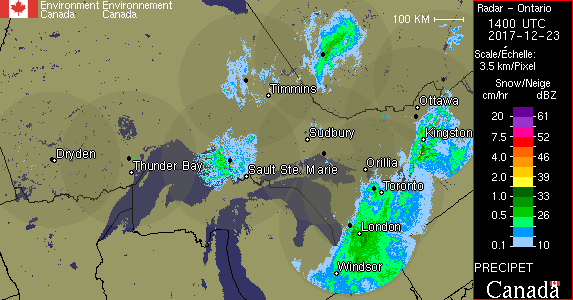 Environment Environnement
Canada Canada
100 KM
Timmins
Ottawa
Kingston
Sudbury
Dryden
Thunder Bay
Sault Ste. Marie
Orillia
Toronto
London
Windsor
Radar - Ontario
1400 UTC
2017-12-23
Scale/Échelle:
3.5 km/Pixel
Snow/Neige
cm/hr dBZ
20 61
7.5 52
4.0 46
2.0 39
1.0 33
0.5 26
0.1 10
PRECIPET
Canada